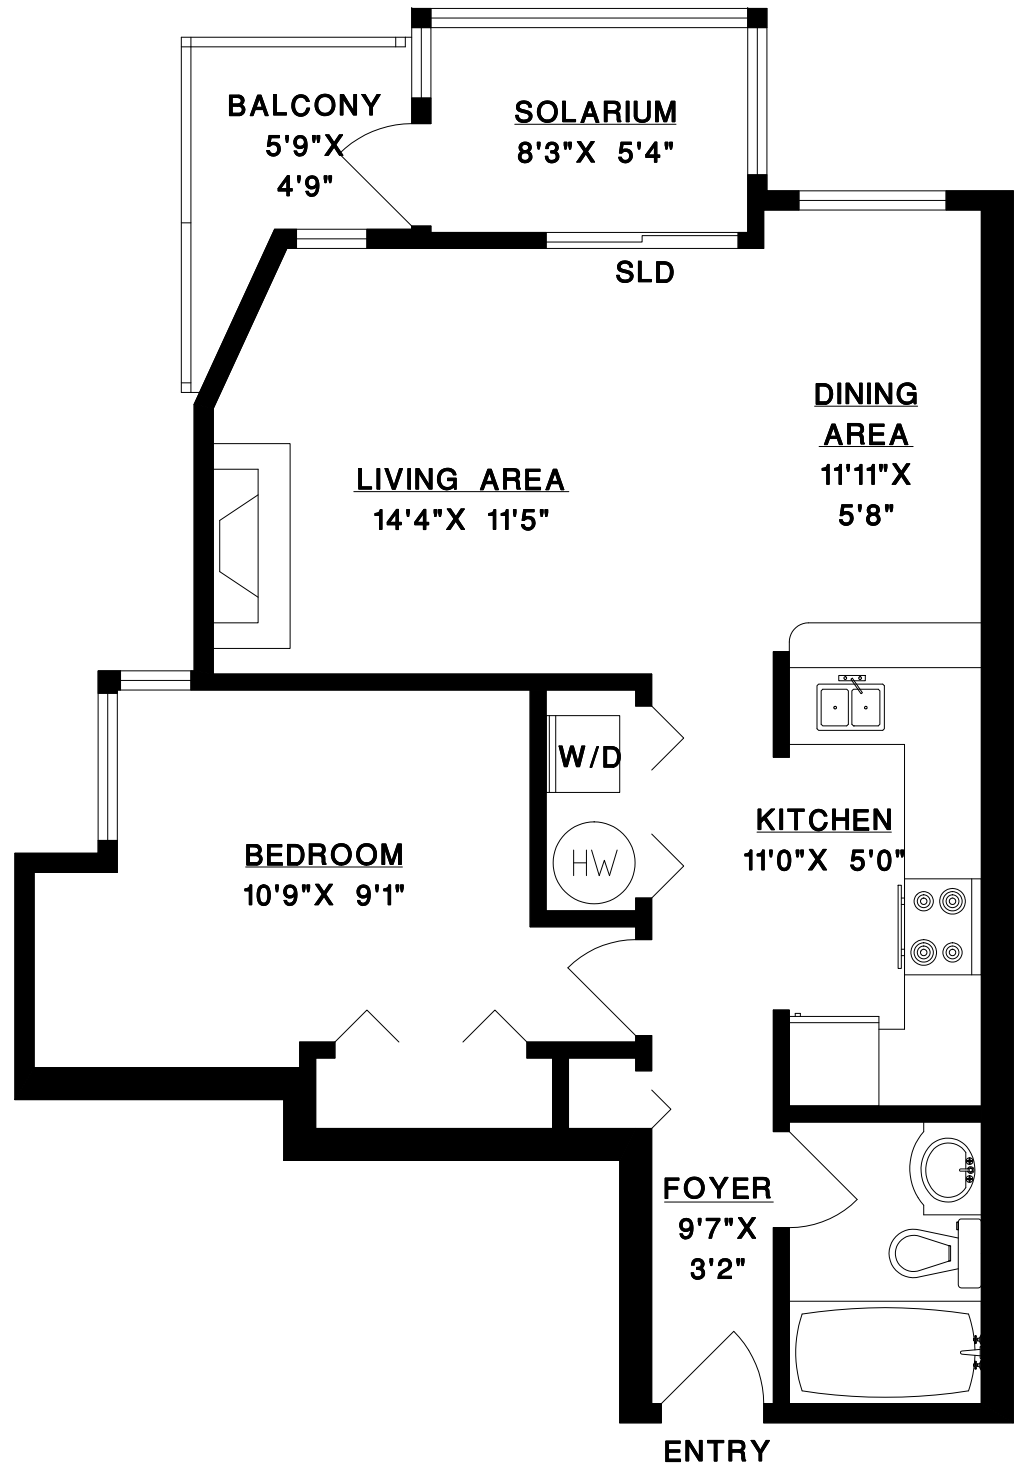 BALCONY
5'9"X
4'9"
SOLARIUM
8'3"X 5'4"
SLD
DINING
AREA
11'11"X
5'8"
LIVING AREA
14'4"X 11'5"
W/D
KITCHEN
11'0"X 5'0"
HW
BEDROOM
10'9"X 9'1"
FOYER
9'7"X
3'2"
ENTRY